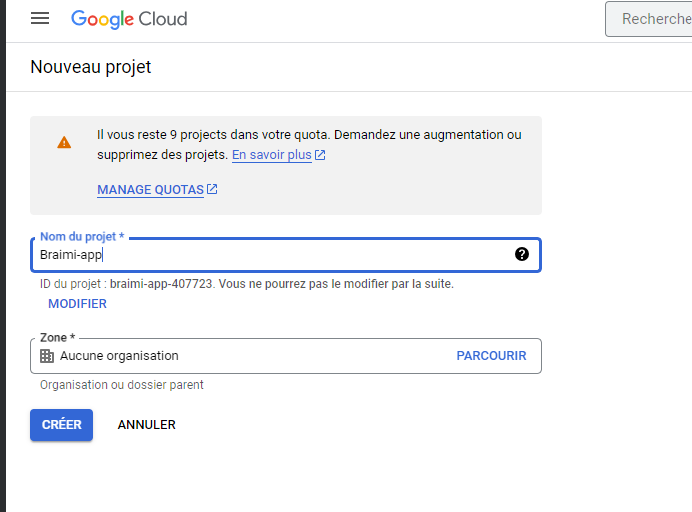 Google Cloud
Recherche
Nouveau projet
Il vous reste 9 projects dans votre quota. Demandez une augmentation ou
supprimez des projets. En savoir plus
MANAGE QUOTAS
Nom du projet *
Braimi-app
ID du projet : braimi-app-407723. Vous ne pourrez pas le modifier par la suite.
MODIFIER
Zone *
Aucune organisation PARCOURIR
Organisation ou dossier parent
CRÉER ANNULER